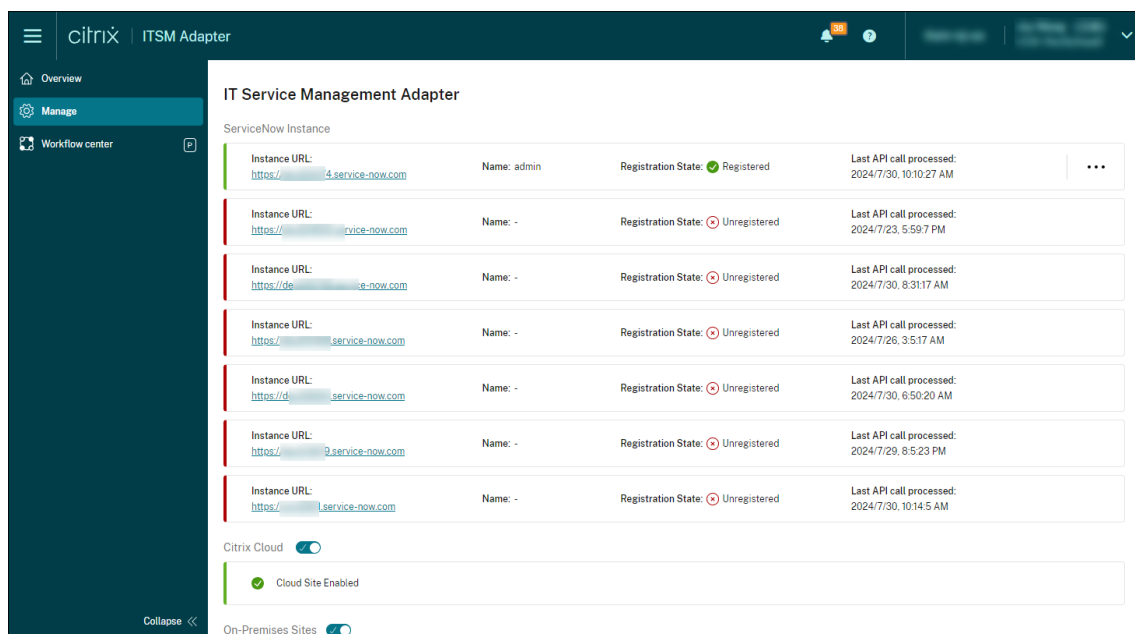 citrix | ITSM Adapter
38
?
Overview
Manage
Workflow center P
IT Service Management Adapter
ServiceNow Instance
Instance URL: Name: admin Registration State: Registered Last API call processed:
https:/ 4.service-now.com 2024/7/30, 10:10:27 AM
Instance URL: Name: - Registration State: Unregistered Last API call processed:
https:// rvice-now.com 2024/7/23, 5:59:7 PM
Instance URL: Name: - Registration State: Unregistered Last API call processed:
https://de e-now.com 2024/7/30, 8:31:17 AM
Instance URL: Name: - Registration State: Unregistered Last API call processed:
https:/ .service-now.com 2024/7/26, 3:5:17 AM
Instance URL: Name: - Registration State: Unregistered Last API call processed:
https://d .service-now.com 2024/7/30, 6:50:20 AM
Instance URL: Name: - Registration State: Unregistered Last API call processed:
https:/ 9.service-now.com 2024/7/29, 8:5:23 PM
Instance URL: Name: - Registration State: Unregistered Last API call processed:
https:/ .service-now.com 2024/7/30, 10:14:5 AM
Citrix Cloud
Cloud Site Enabled
Collapse
On-Premises Sites